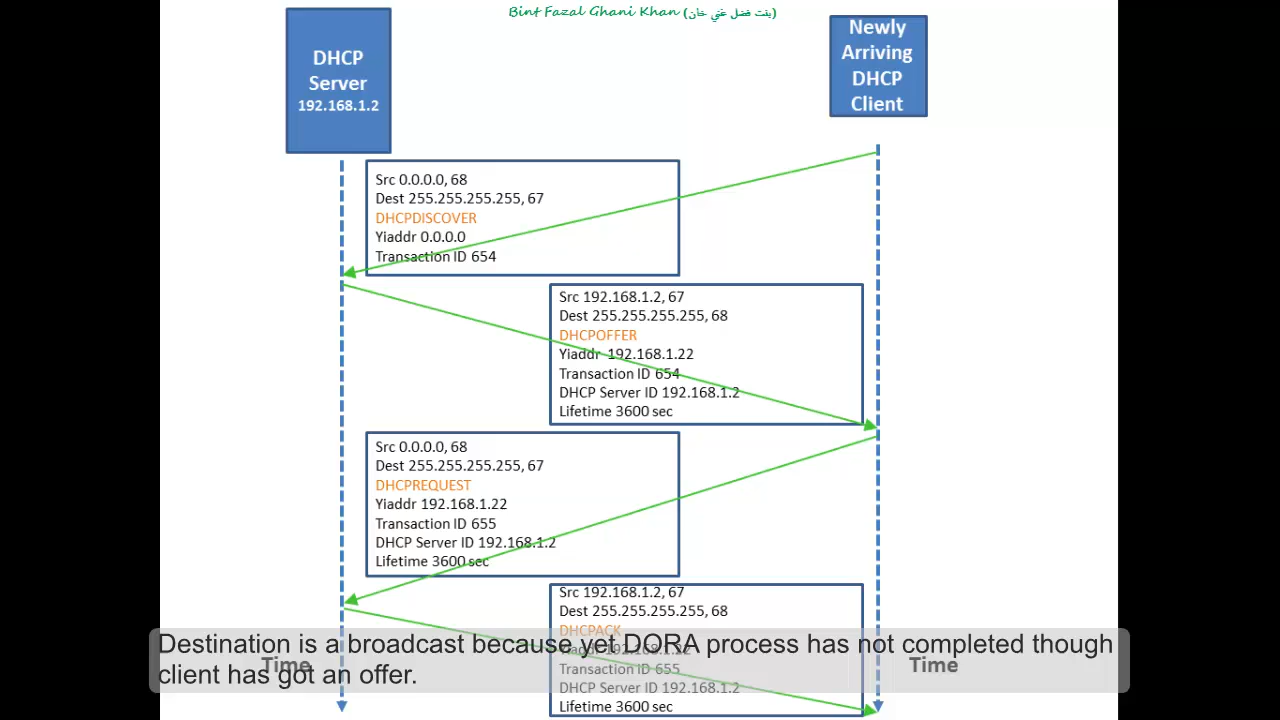 Bint Fazal Ghani Khan (بنت فضل غني خان)
DHCP
Server
192.168.1.2
Newly
Arriving
DHCP
Client
Src 0.0.0.0, 68
Dest 255.255.255.255, 67
DHCPDISCOVER
Yiaddr 0.0.0.0
Transaction ID 654
Src 192.168.1.2, 67
Dest 255.255.255.255, 68
DHCPOFFER
Yiaddr 192.168.1.22
Transaction ID 654
DHCP Server ID 192.168.1.2
Lifetime 3600 sec
Src 0.0.0.0, 68
Dest 255.255.255.255, 67
DHCPREQUEST
Yiaddr 192.168.1.22
Transaction ID 655
DHCP Server ID 192.168.1.2
Lifetime 3600 sec
Src 192.168.1.2, 67
Dest 255.255.255.255, 68
DHCPACK
Yiaddr 192.168.1.22
Transaction ID 655
DHCP Server ID 192.168.1.2
Lifetime 3600 sec
Time
Time
Destination is a broadcast because yet DORA process has not completed though
client has got an offer.